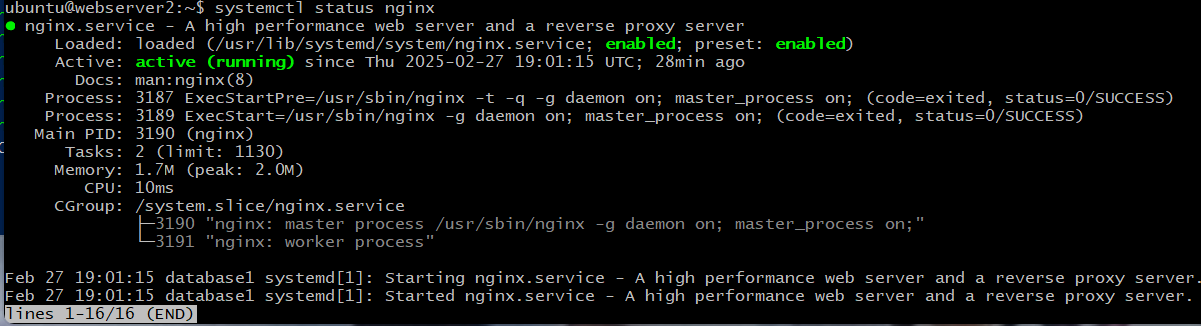 ubuntu@webserver2:~$ systemctl status nginx
● nginx.service - A high performance web server and a reverse proxy server
Loaded: loaded (/usr/lib/systemd/system/nginx.service; enabled; preset: enabled)
Active: active (running) since Thu 2025-02-27 19:01:15 UTC; 28min ago
Docs: man:nginx(8)
Process: 3187 ExecStartPre=/usr/sbin/nginx -t -q -g daemon on; master_process on; (code=exited, status=0/SUCCESS)
Process: 3189 ExecStart=/usr/sbin/nginx -g daemon on; master_process on; (code=exited, status=0/SUCCESS)
Main PID: 3190 (nginx)
Tasks: 2 (limit: 1130)
Memory: 1.7M (peak: 2.0M)
CPU: 10ms
CGroup: /system.slice/nginx.service
├─3190 "nginx: master process /usr/sbin/nginx -g daemon on; master_process on;"
└─3191 "nginx: worker process"
Feb 27 19:01:15 database1 systemd[1]: Starting nginx.service - A high performance web server and a reverse proxy server.
Feb 27 19:01:15 database1 systemd[1]: Started nginx.service - A high performance web server and a reverse proxy server.
lines 1-16/16 (END)